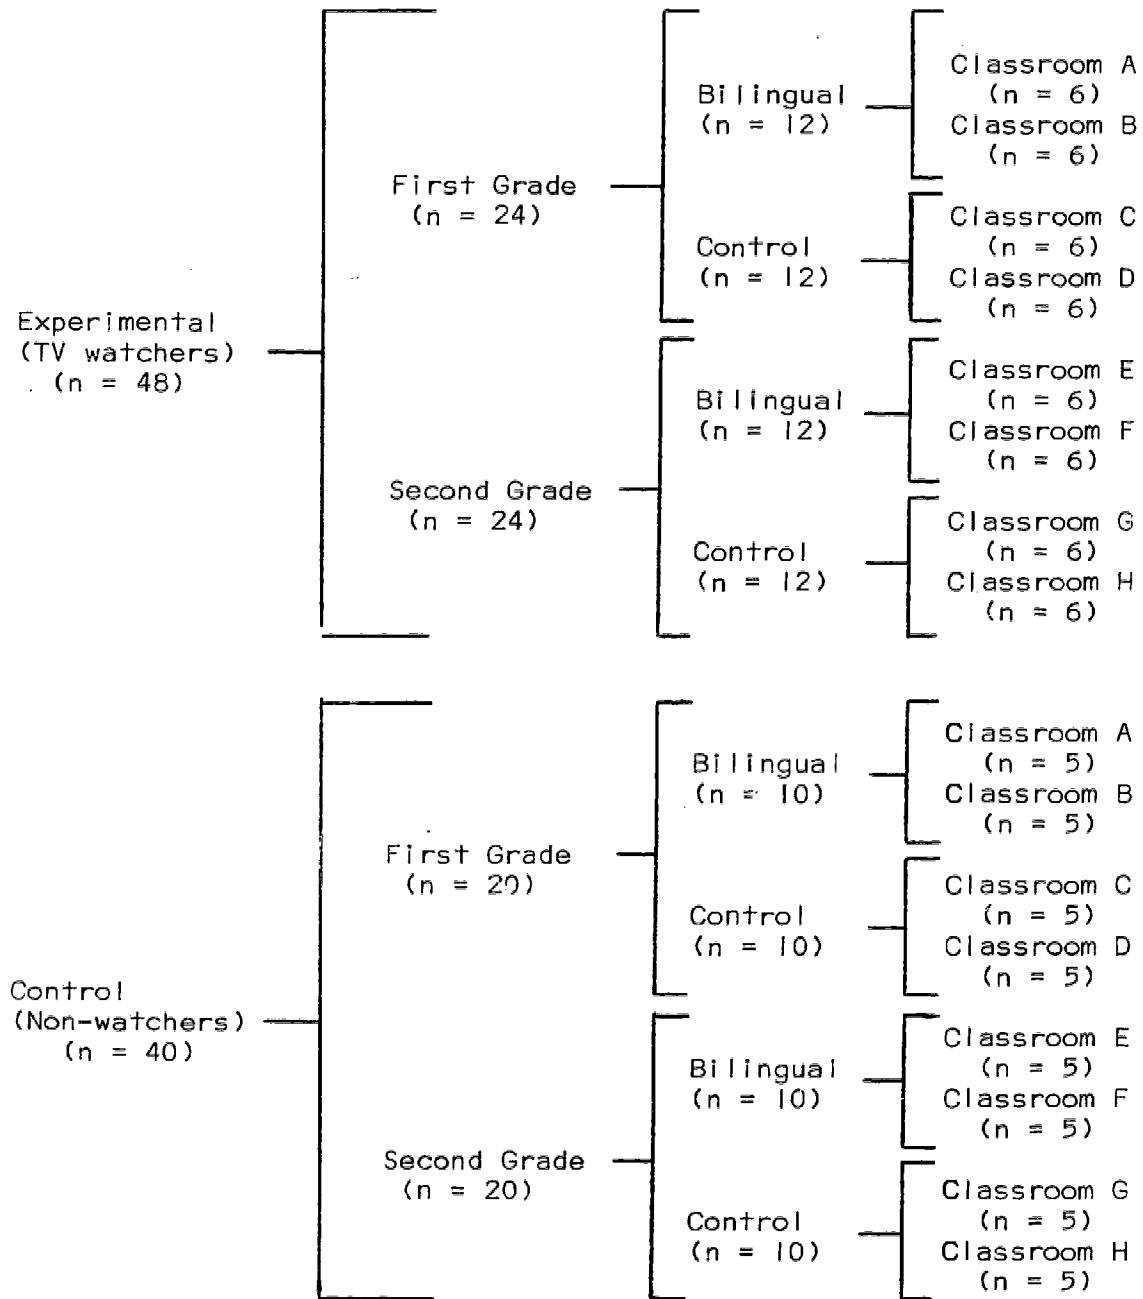 Experimental
(TV watchers)
(n = 48)
First Grade
(n = 24)
Bilingual
(n = 12)
Classroom A
(n = 6)
Classroom B
(n = 6)
Control
(n = 12)
Classroom C
(n = 6)
Classroom D
(n = 6)
Second Grade
(n = 24)
Bilingual
(n = 12)
Classroom E
(n = 6)
Classroom F
(n = 6)
Control
(n = 12)
Classroom G
(n = 6)
Classroom H
(n = 6)
Control
(Non-watchers)
(n = 40)
First Grade
(n = 20)
Bilingual
(n = 10)
Classroom A
(n = 5)
Classroom B
(n = 5)
Control
(n = 10)
Classroom C
(n = 5)
Classroom D
(n = 5)
Second Grade
(n = 20)
Bilingual
(n = 10)
Classroom E
(n = 5)
Classroom F
(n = 5)
Control
(n = 10)
Classroom G
(n = 5)
Classroom H
(n = 5)